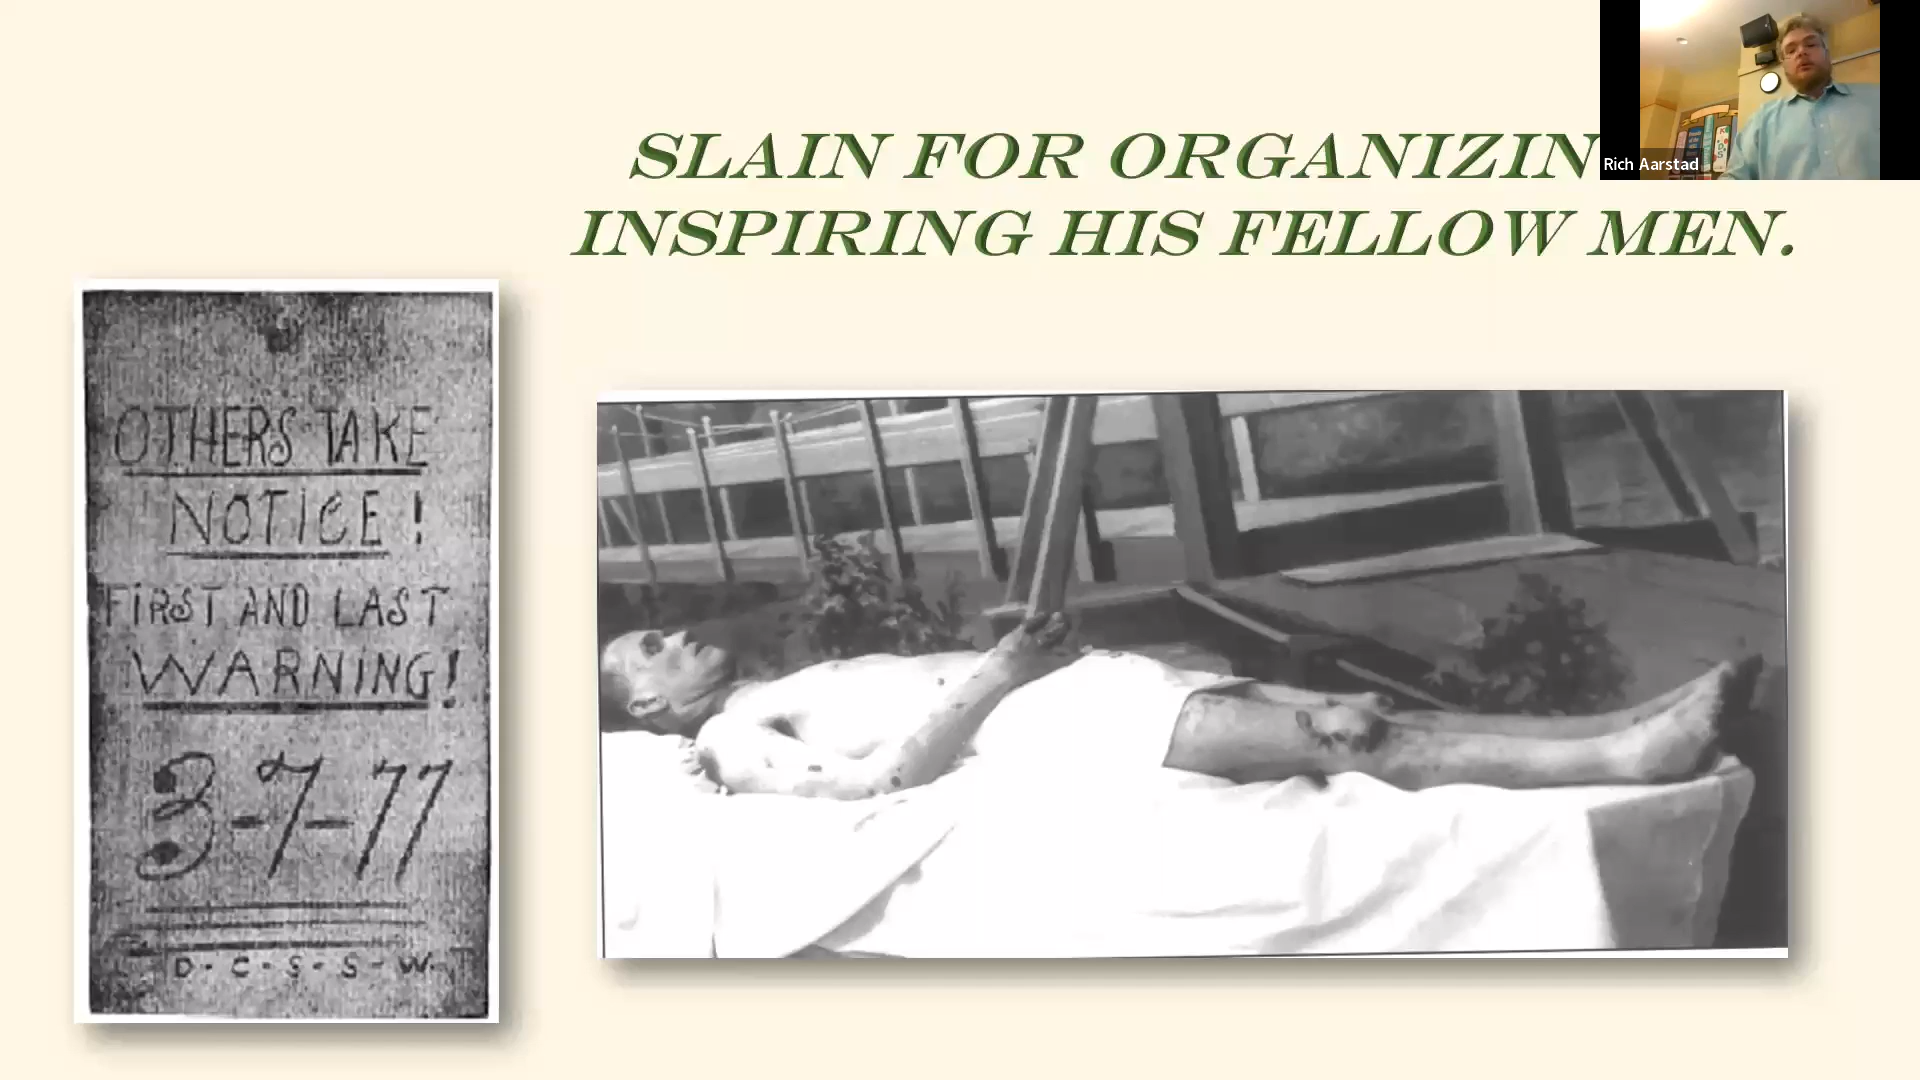 SLAIN FOR ORGANIZIN
INSPIRING HIS FELLOW MEN.
Rich Aarstad
OTHERS TAKE
NOTICE!
FIRST AND LAST
WARNING!
3-7-77
D-C-S-S-W-T